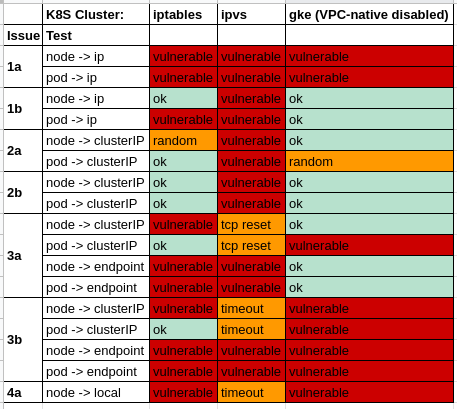 K8S Cluster: iptables ipvs gke (VPC-native disabled)
Issue Test
1a node -> ip vulnerable vulnerable vulnerable
pod -> ip vulnerable vulnerable vulnerable
1b node -> ip ok vulnerable ok
pod -> ip vulnerable vulnerable ok
2a node -> clusterIP random vulnerable ok
pod -> clusterIP ok vulnerable random
2b node -> clusterIP ok vulnerable ok
pod -> clusterIP ok vulnerable ok
3a node -> clusterIP vulnerable tcp reset ok
pod -> clusterIP ok tcp reset vulnerable
node -> endpoint vulnerable vulnerable ok
pod -> endpoint vulnerable vulnerable ok
3b node -> clusterIP vulnerable timeout vulnerable
pod -> clusterIP ok timeout vulnerable
node -> endpoint vulnerable vulnerable vulnerable
pod -> endpoint vulnerable vulnerable vulnerable
4a node -> local vulnerable timeout vulnerable